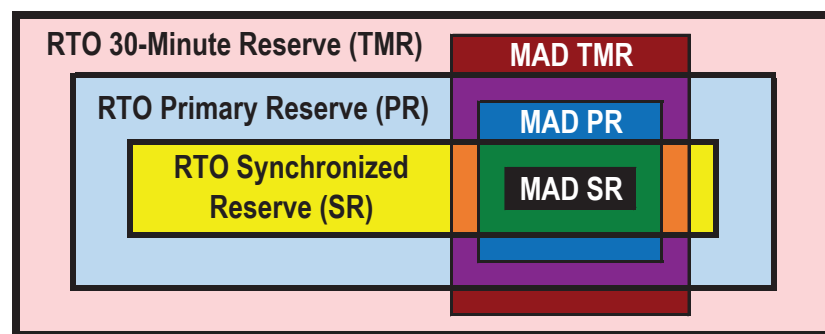 RTO 30-Minute Reserve (TMR)
MAD TMR
RTO Primary Reserve (PR)
MAD PR
RTO Synchronized
Reserve (SR)
MAD SR